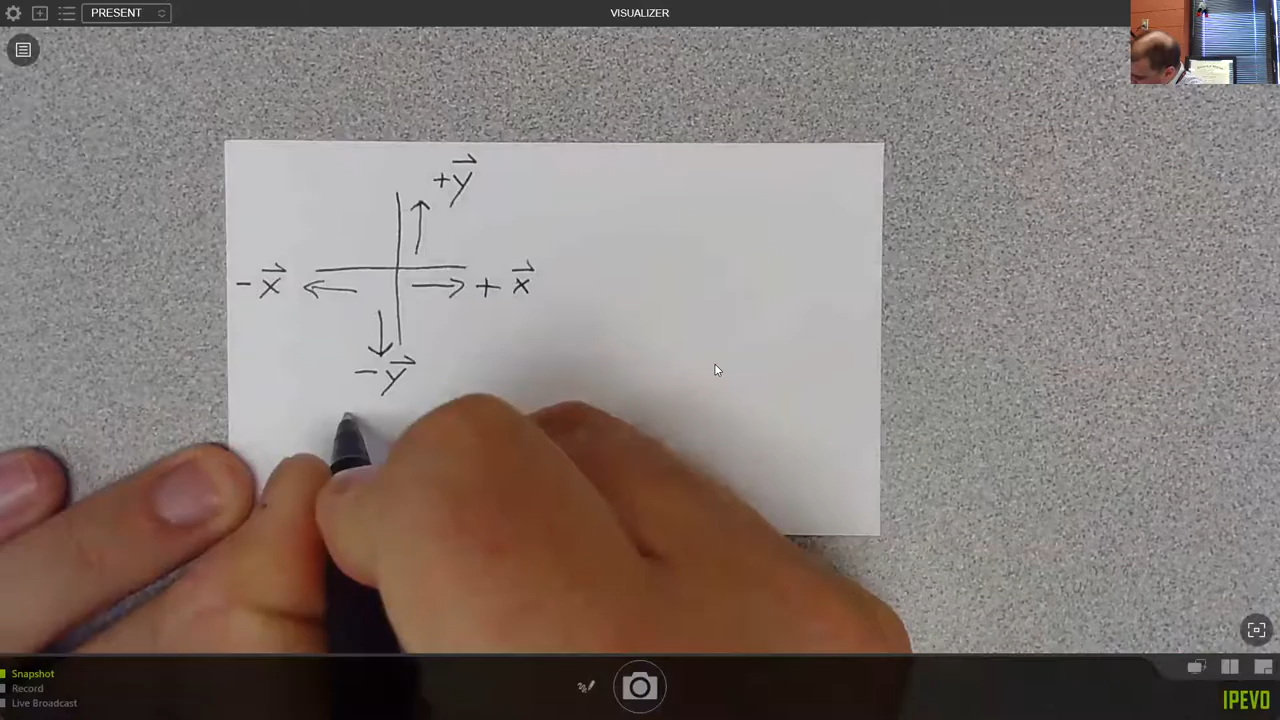 PRESENT
VISUALIZER
+y⃗
-x⃗
+ x⃗
-y⃗
Snapshot
Record
Live Broadcast
IPEVO